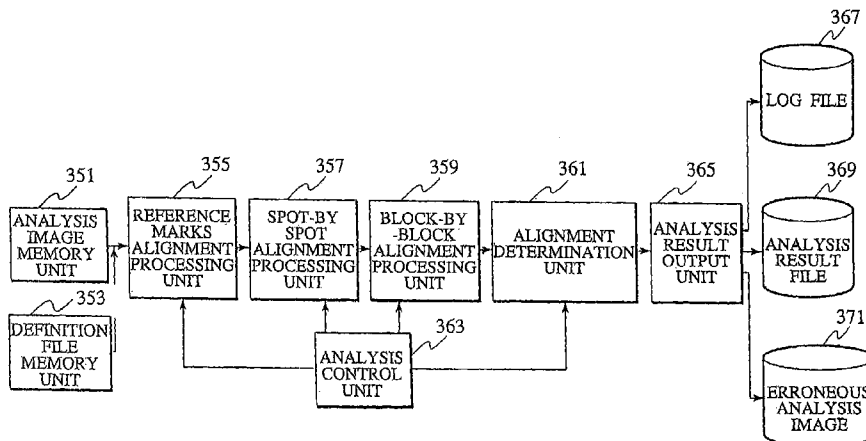 367
LOG FILE
351
ANALYSIS
IMAGE
MEMORY
UNIT
353
DEFINITION
FILE
MEMORY
UNIT
355
REFERENCE
MARKS
ALIGNMENT
PROCESSING
UNIT
357
SPOT-BY
SPOT
ALIGNMENT
PROCESSING
UNIT
359
BLOCK-BY
-BLOCK
ALIGNMENT
PROCESSING
UNIT
361
ALIGNMENT
DETERMINATION
UNIT
363
ANALYSIS
CONTROL
UNIT
365
ANALYSIS
RESULT
OUTPUT
UNIT
369
ANALYSIS
RESULT
FILE
371
ERRONEOUS
ANALYSIS
IMAGE